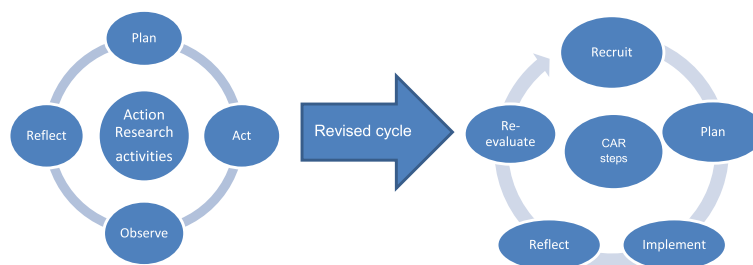 Plan
Action
Research
activities
Reflect
Act
Observe
Revised cycle
Recruit
Re-
evaluate
CAR
steps
Plan
Reflect
Implement